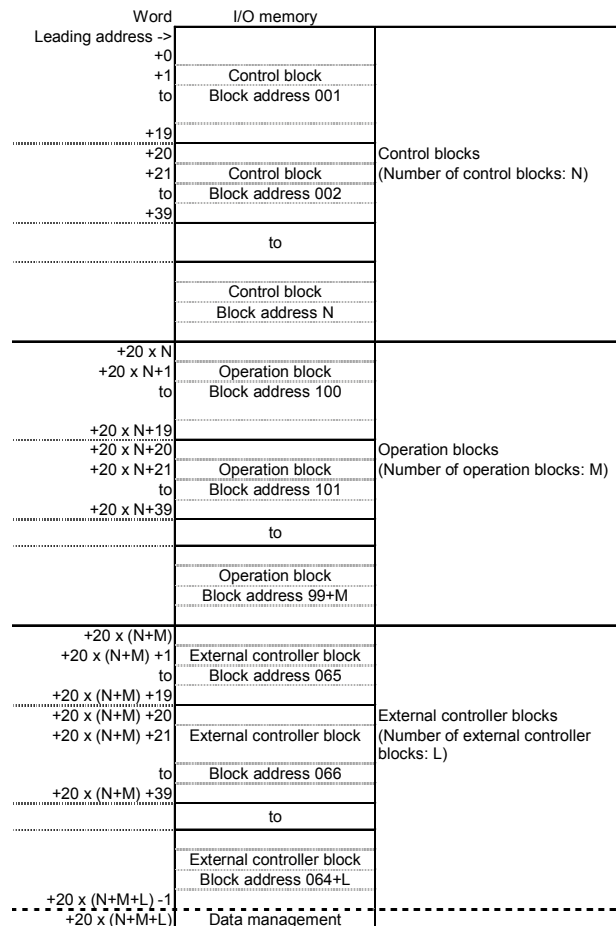 Word I/O memory
Leading address ->
+0
+1 Control block
to Block address 001
+19
+20 Control blocks
+21 Control block (Number of control blocks: N)
to Block address 002
+39
to
Control block
Block address N
+20 x N
+20 x N+1 Operation block
to Block address 100
+20 x N+19
+20 x N+20 Operation blocks
+20 x N+21 Operation block (Number of operation blocks: M)
to Block address 101
+20 x N+39
to
Operation block
Block address 99+M
+20 x (N+M)
+20 x (N+M) +1 External controller block
to Block address 065
+20 x (N+M) +19
+20 x (N+M) +20 External controller blocks
+20 x (N+M) +21 External controller block (Number of external controller
blocks: L)
to Block address 066
+20 x (N+M) +39
to
External controller block
Block address 064+L
+20 x (N+M+L) -1
+20 x (N+M+L) Data management